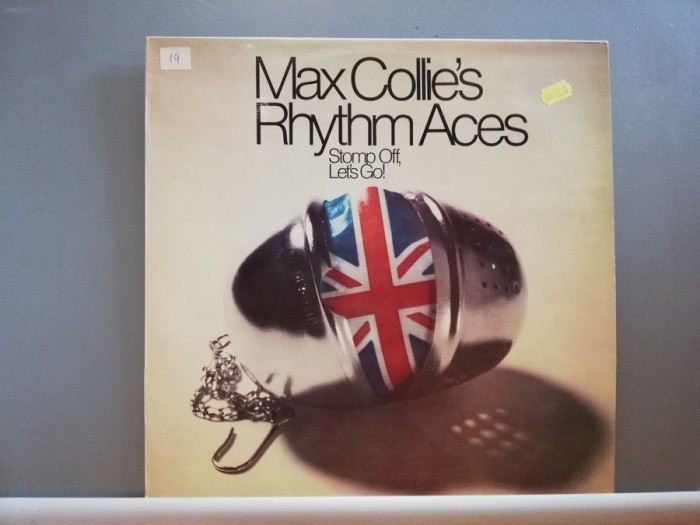 19
Max Collie's
Rhythm Aces
Stomp Off,
Let's Go!